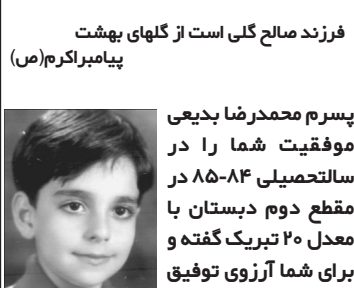 فرزند صالح گلی است از گلهای بهشت
پیامبراکرم(ص)
پسرم محمدرضا بدیعی
موفقیت شما را در
سالتحصیلی ۸۴-۸۵ در
مقطع دوم دبستان با
معدل ۲۰ تبریک گفته و
برای شما آرزوی توفیق